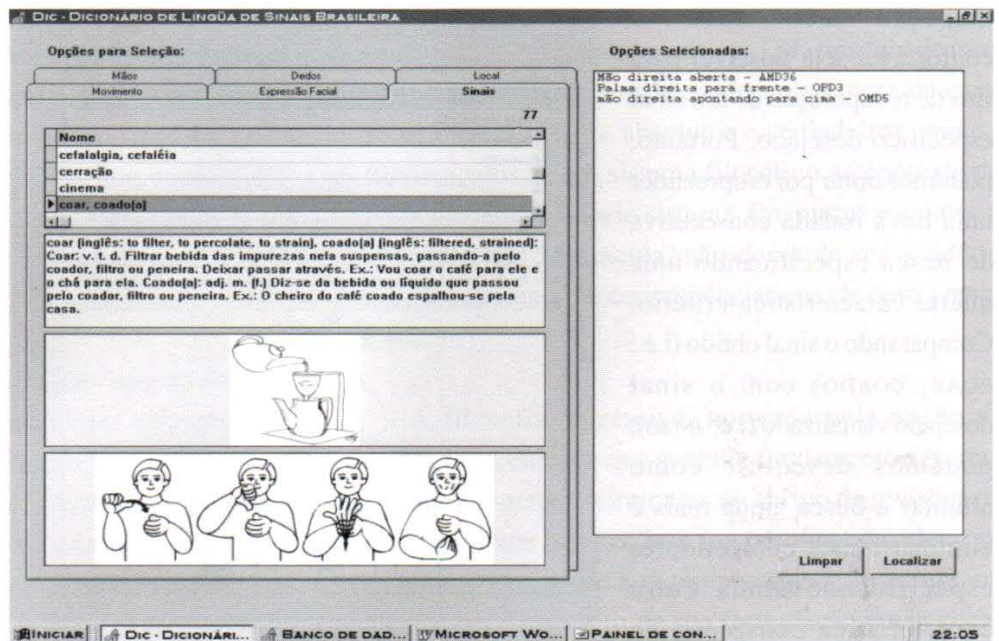 DIC - DICIONÁRIO DE LÍNGÜA DE SINAIS BRASILEIRA
Opções para Seleção:
Mãos Dedos Local
Movimento Expressão Facial Sinais
77
Nome
cefalalgia, cefaléia
cerração
cinema
coar, coado(a)
coar (inglês: to filter, to percolate, to strain), coado(a) (inglês: filtered, strained):
Coar: v. t. d. Filtrar bebida das impurezas nela suspensas, passando-a pelo
coador, filtro ou peneira. Deixar passar através. Ex.: Vou coar o café para ele e
o chá para ela. Coado(a): adj. m. (f.) Diz-se da bebida ou líquido que passou
pelo coador, filtro ou peneira. Ex.: O cheiro do café coado espalhou-se pela
casa.
Opções Selecionadas:
Mão direita aberta - AMD36
Palma direita para frente - OPD3
mão direita apontando para cima - OMD5
Limpar Localizar
INICIAR DIC - DICIONÁRI... BANCO DE DAD... MICROSOFT WO... PAINEL DE CON... 22:05